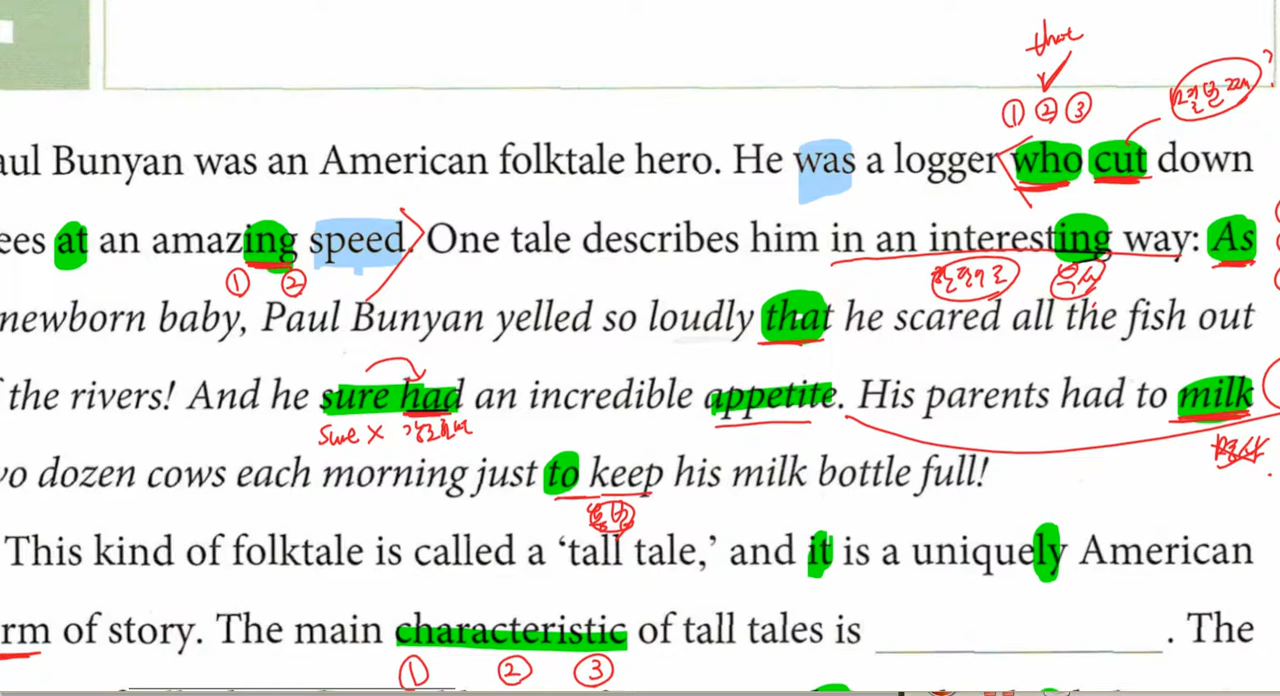 that
① ② ③
aul Bunyan was an American folktale hero. He was a logger who cut down
ees at an amazing speed. One tale describes him in an interesting way: As
① ②
newborn baby, Paul Bunyan yelled so loudly that he scared all the fish out
the rivers! And he sure had an incredible appetite. His parents had to milk
sure X
vo dozen cows each morning just to keep his milk bottle full!
This kind of folktale is called a ‘tall tale,’ and it is a uniquely American
rm of story. The main characteristic of tall tales is ____________ . The
① ② ③